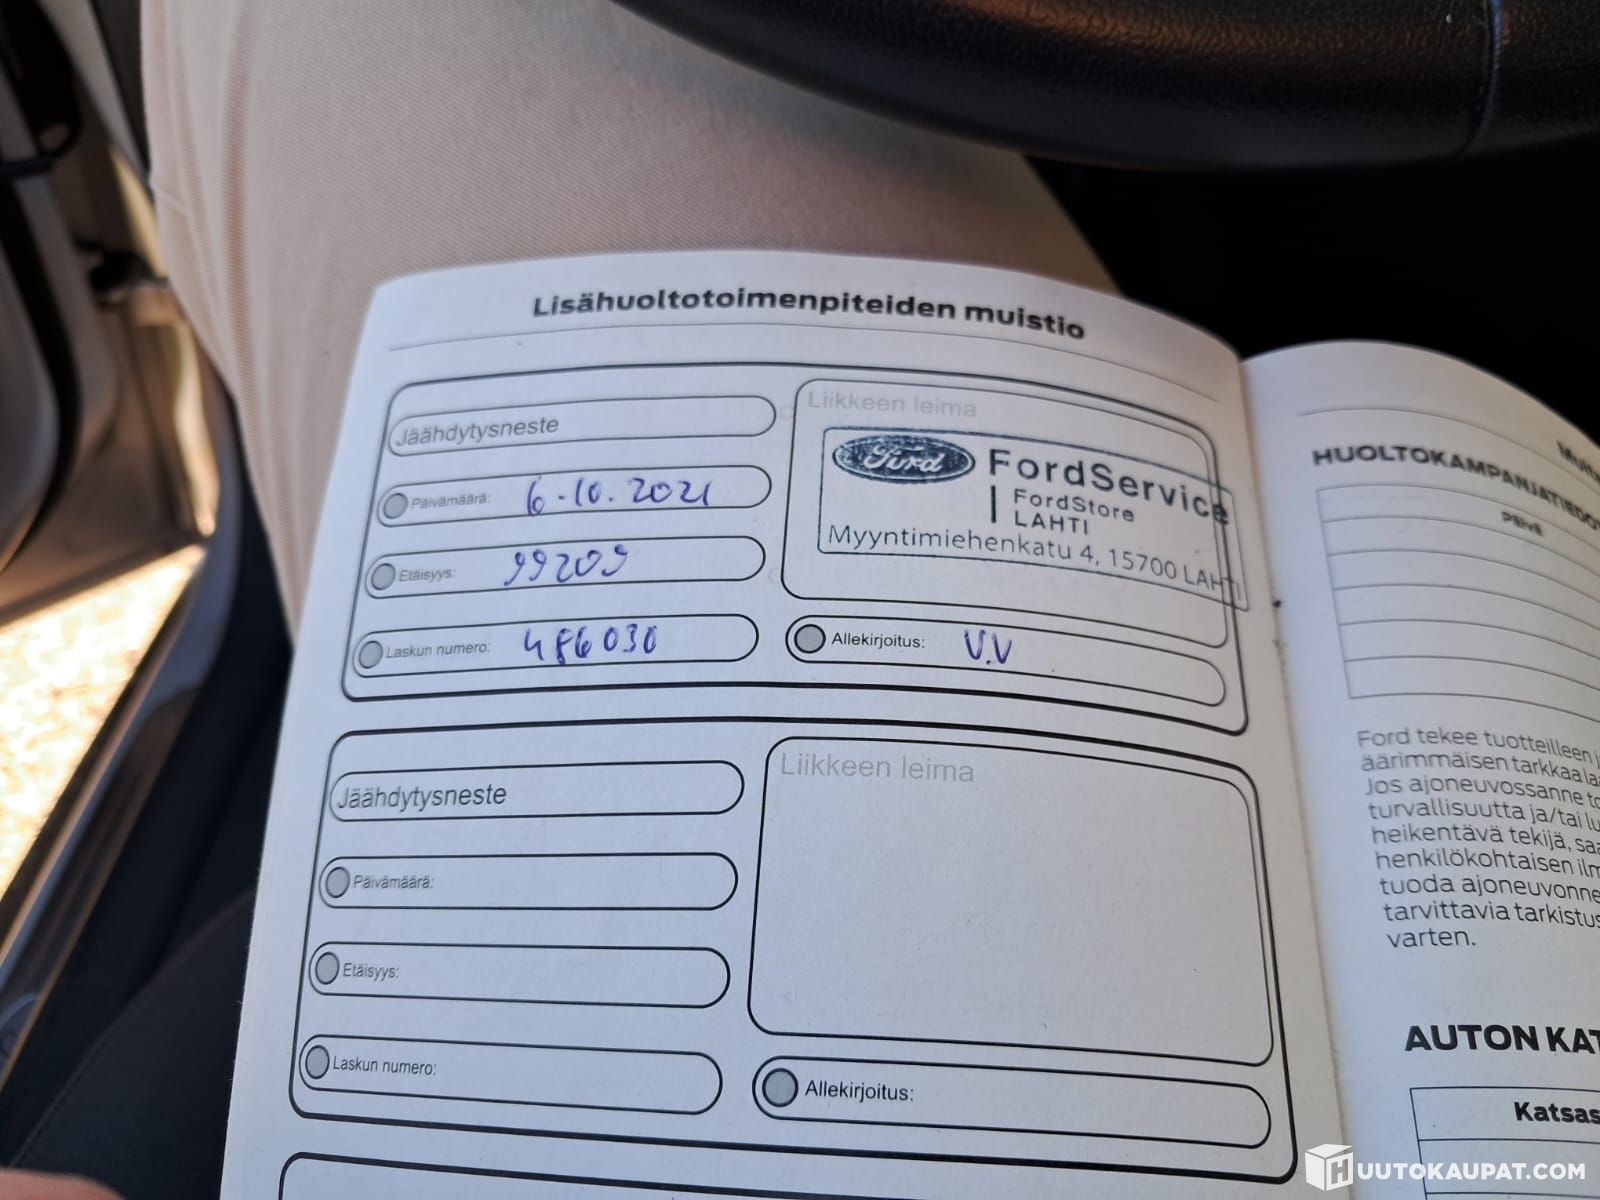 Lisähuoltotoimenpiteiden muistio
Jäähdytysneste
Päivämäärä: 6.10.2021
Etäisyys: 99209
Laskun numero: 486030
Liikkeen leima
Ford
FordService
FordStore
LAHTI
Myyntimiehenkatu 4, 15700 LAHTI
Allekirjoitus: V.V
Jäähdytysneste
Päivämäärä:
Etäisyys:
Laskun numero:
Liikkeen leima
Allekirjoitus:
HUOLTOKAMPANJATIEDO
Päivä
Ford tekee tuotteilleen
äärimmäisen tarkkaa
Jos ajoneuvossanne
turvallisuutta ja/tai
heikentävä tekijä,
henkilökohtaisen
tuoda ajoneuvonne
tarvittavia tarkistus
varten.
AUTON KAT
Katsas
HUUTOKAUPAT.COM